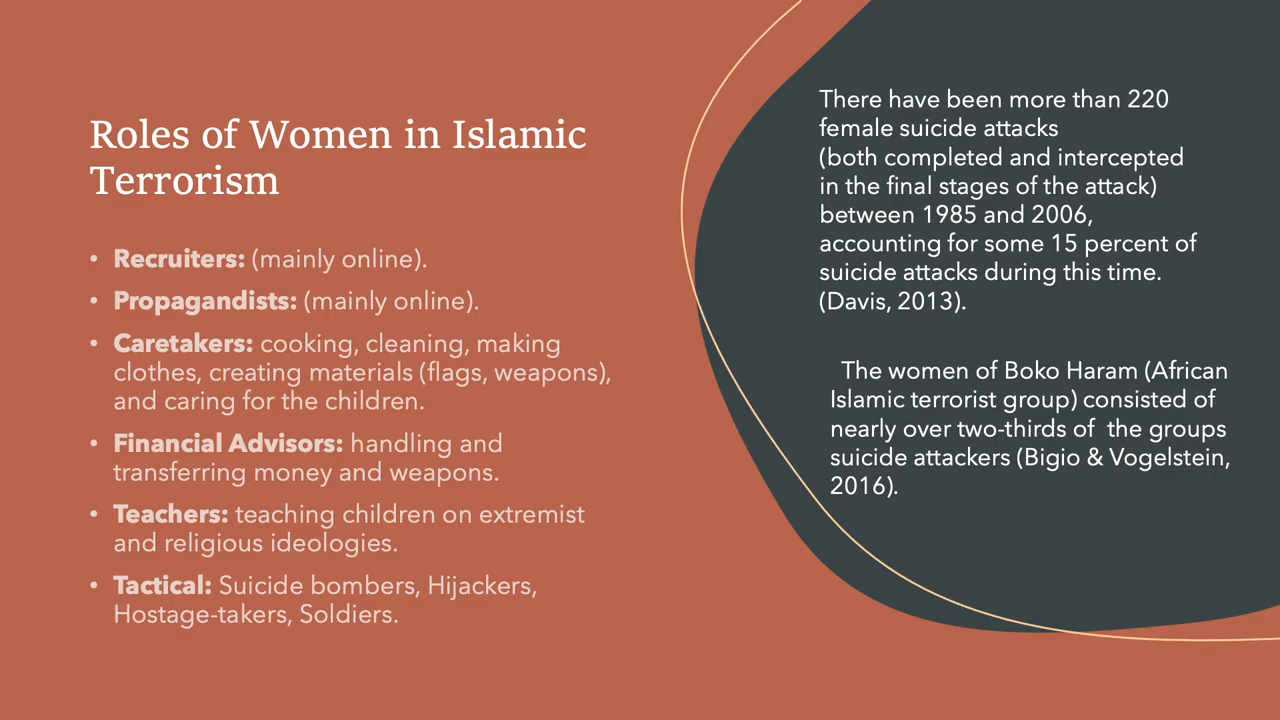 Roles of Women in Islamic
Terrorism
• Recruiters: (mainly online).
• Propagandists: (mainly online).
• Caretakers: cooking, cleaning, making
clothes, creating materials (flags, weapons),
and caring for the children.
• Financial Advisors: handling and
transferring money and weapons.
• Teachers: teaching children on extremist
and religious ideologies.
• Tactical: Suicide bombers, Hijackers,
Hostage-takers, Soldiers.
There have been more than 220
female suicide attacks
(both completed and intercepted
in the final stages of the attack)
between 1985 and 2006,
accounting for some 15 percent of
suicide attacks during this time.
(Davis, 2013).
The women of Boko Haram (African
Islamic terrorist group) consisted of
nearly over two-thirds of  the groups
suicide attackers (Bigio & Vogelstein,
2016).